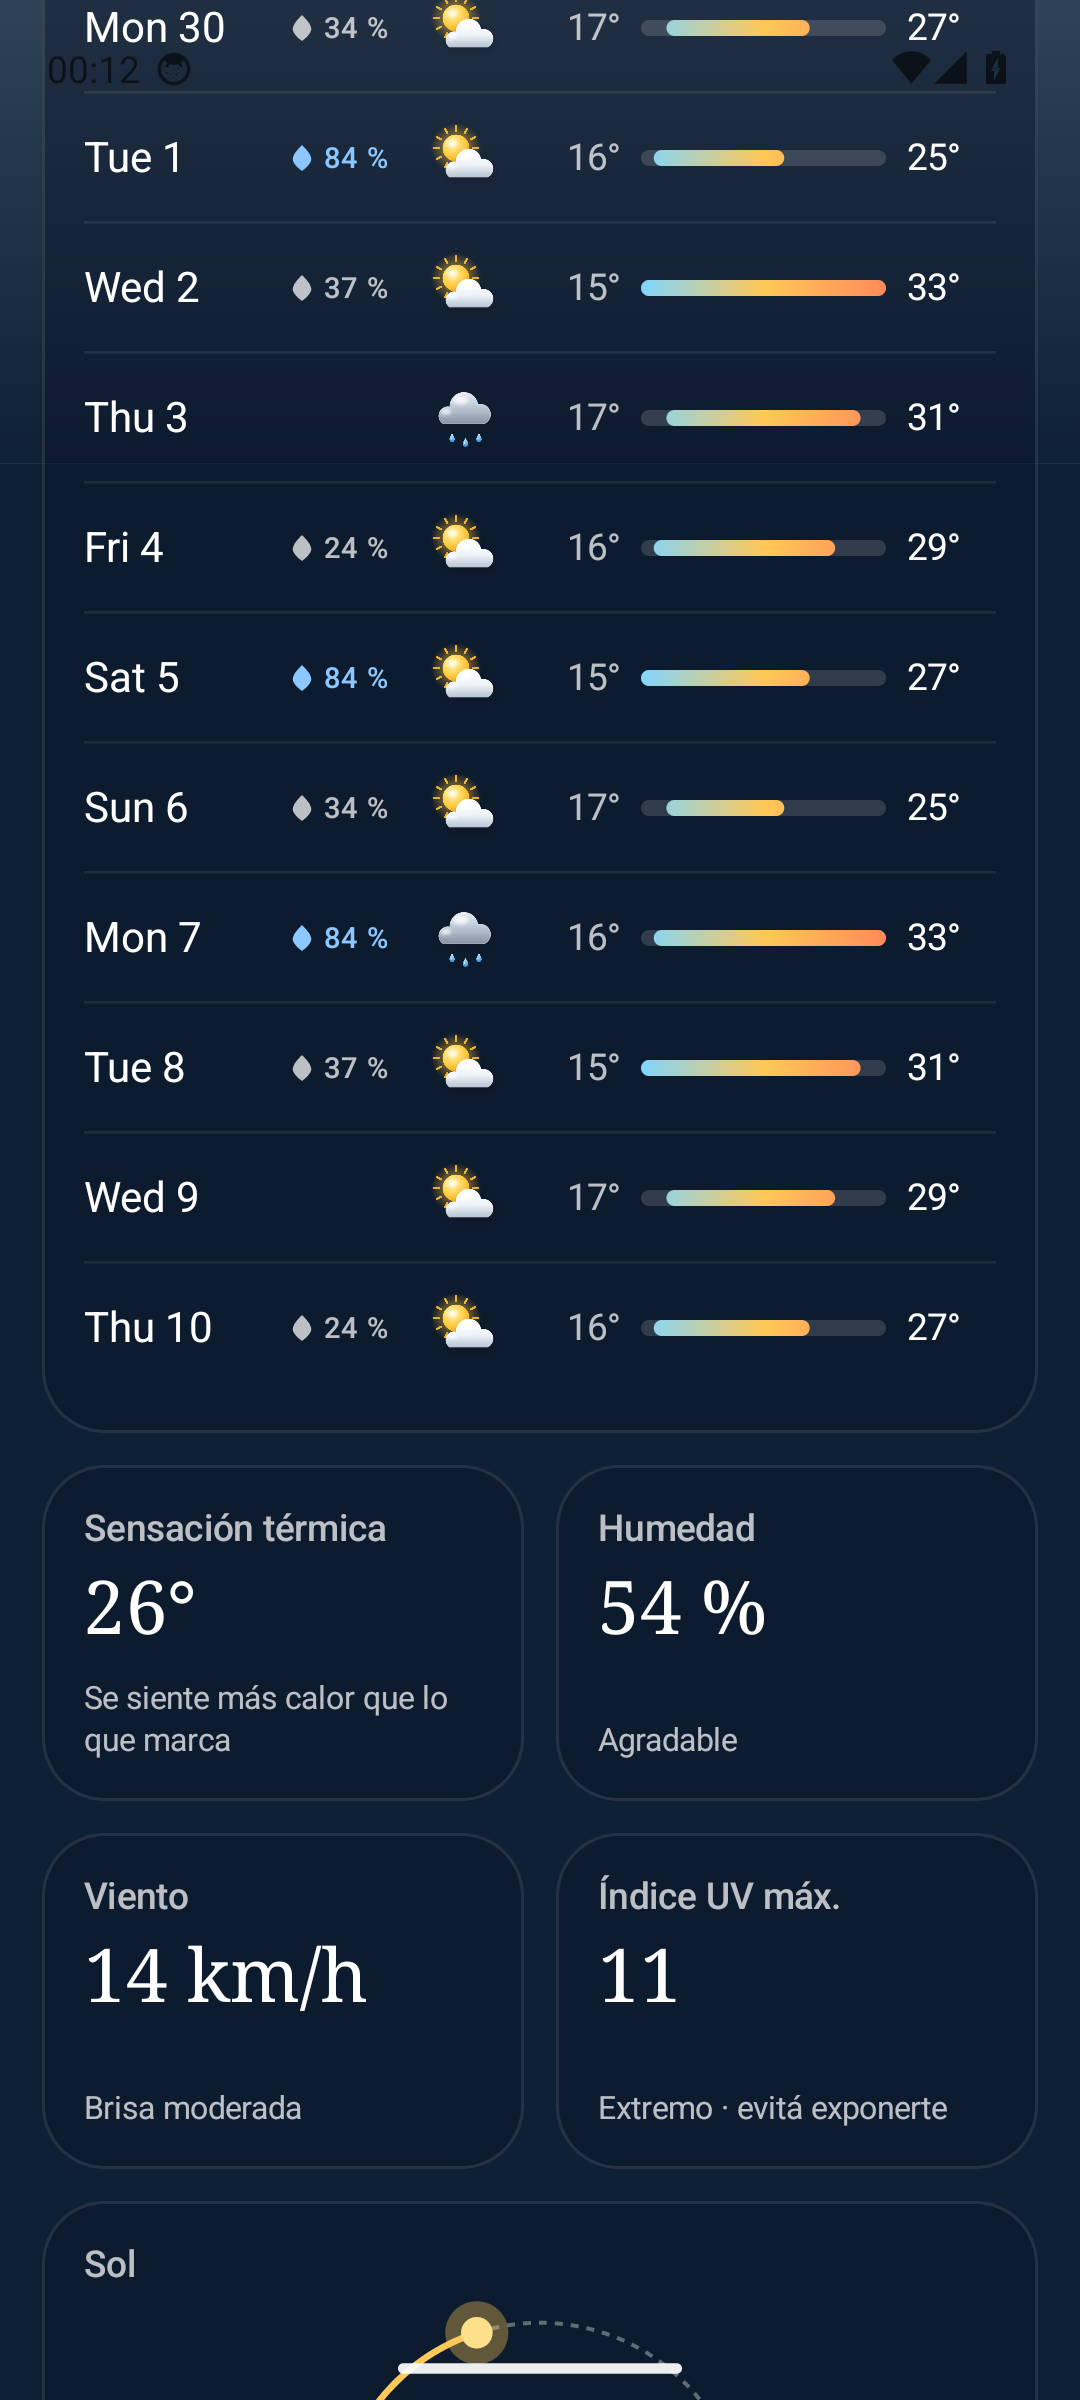 Mon 30 34 % 17° 27°
00:12
Tue 1 84 % 16° 25°
Wed 2 37 % 15° 33°
Thu 3 17° 31°
Fri 4 24 % 16° 29°
Sat 5 84 % 15° 27°
Sun 6 34 % 17° 25°
Mon 7 84 % 16° 33°
Tue 8 37 % 15° 31°
Wed 9 17° 29°
Thu 10 24 % 16° 27°
Sensación térmica
26°
Se siente más calor que lo
que marca
Humedad
54 %
Agradable
Viento
14 km/h
Brisa moderada
Índice UV máx.
11
Extremo · evitá exponerte
Sol